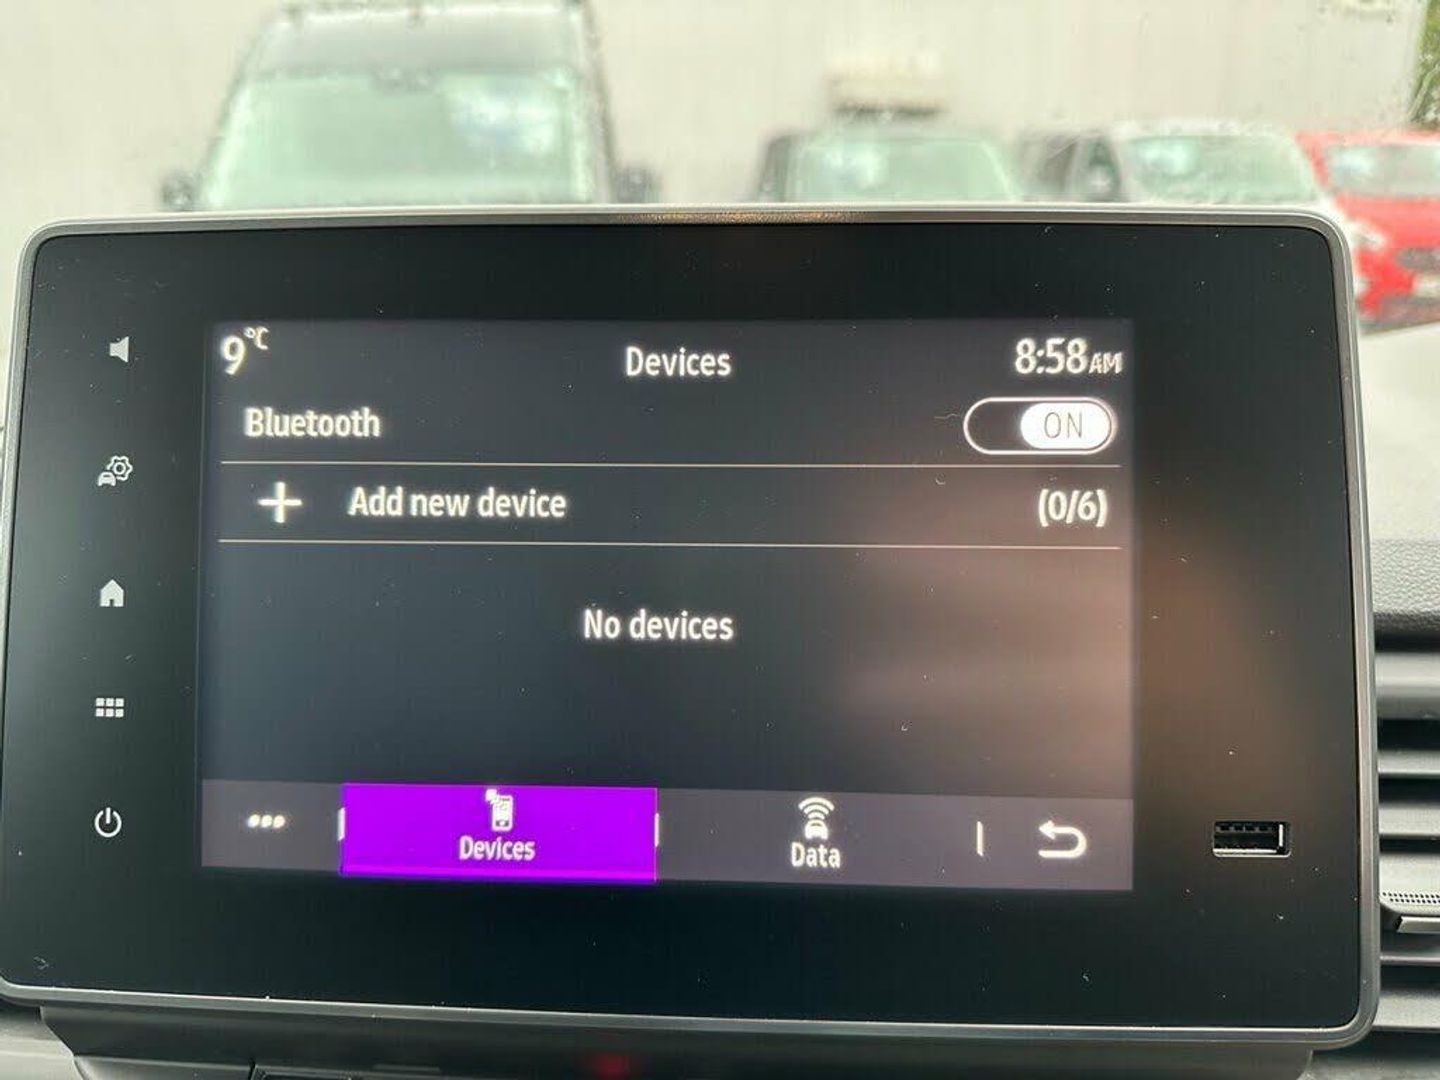 9°C Devices 8:58AM
Bluetooth ON
Add new device (0/6)
No devices
Devices Data